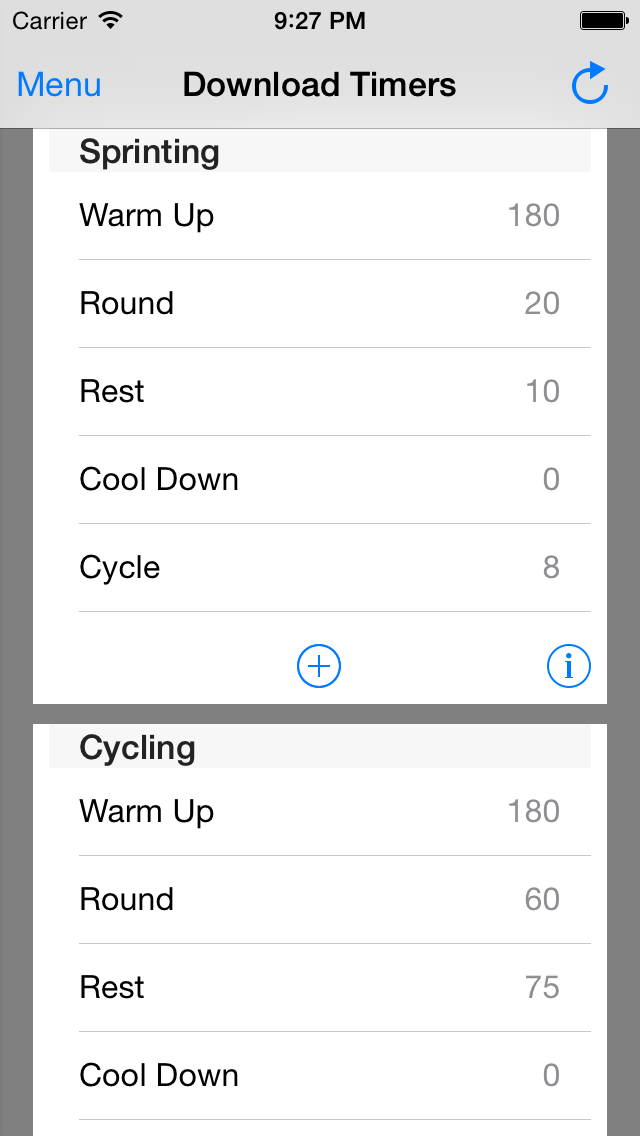 Carrier 9:27 PM
Menu Download Timers
Sprinting
Warm Up 180
Round 20
Rest 10
Cool Down 0
Cycle 8
Cycling
Warm Up 180
Round 60
Rest 75
Cool Down 0